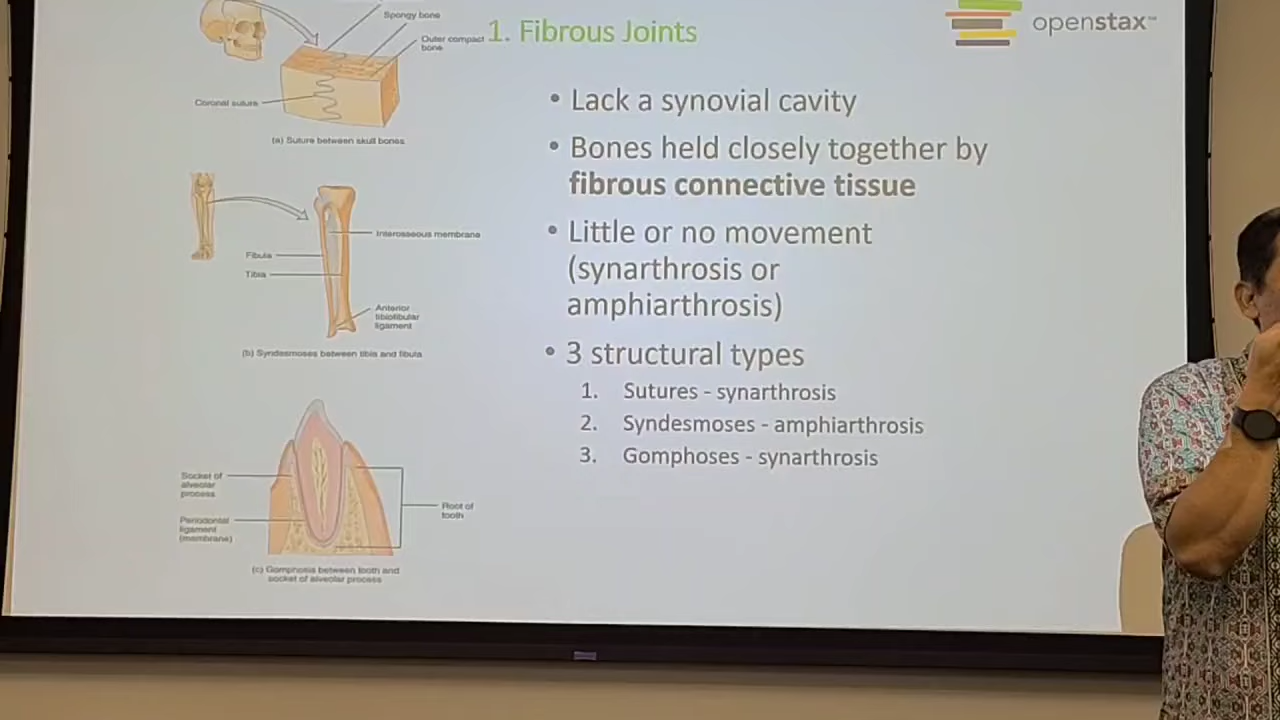 Spongy bone
Outer compact
bone
Coronal suture
(a) Suture between skull bones
Interosseous membrane
Fibula
Tibia
Anterior
tibiofibular
ligament
(b) Syndesmoses between tibia and fibula
Socket of
alveolar
process
Periodontal
ligament
(membrane)
Root of
tooth
(c) Gomphosis between tooth and
socket of alveolar process
1. Fibrous Joints
openstax™
• Lack a synovial cavity
• Bones held closely together by
fibrous connective tissue
• Little or no movement
(synarthrosis or
amphiarthrosis)
• 3 structural types
1. Sutures - synarthrosis
2. Syndesmoses - amphiarthrosis
3. Gomphoses - synarthrosis